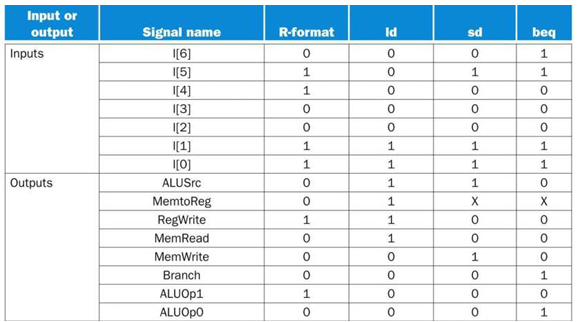 Input or output Signal name R-format ld sd beq
Inputs I[6] 0 0 0 1
I[5] 1 0 1 1
I[4] 1 0 0 0
I[3] 0 0 0 0
I[2] 0 0 0 0
I[1] 1 1 1 1
I[0] 1 1 1 1
Outputs ALUSrc 0 1 1 0
MemtoReg 0 1 X X
RegWrite 1 1 0 0
MemRead 0 1 0 0
MemWrite 0 0 1 0
Branch 0 0 0 1
ALUOp1 1 0 0 0
ALUOp0 0 0 0 1